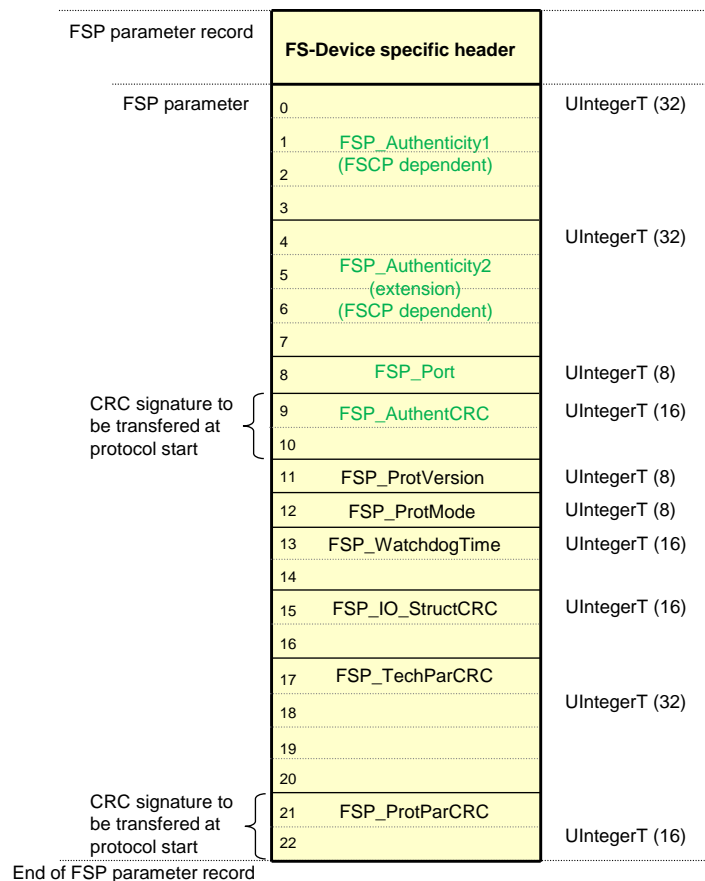 FSP parameter record
FS-Device specific header
FSP parameter
0
UIntegerT (32)
1
FSP_Authenticity1
(FSCP dependent)
2
3
4
UIntegerT (32)
5
FSP_Authenticity2
(extension)
6
(FSCP dependent)
7
8
FSP_Port
UIntegerT (8)
CRC signature to
be transfered at
protocol start
9
FSP_AuthentCRC
UIntegerT (16)
10
11
FSP_ProtVersion
UIntegerT (8)
12
FSP_ProtMode
UIntegerT (8)
13
FSP_WatchdogTime
UIntegerT (16)
14
15
FSP_IO_StructCRC
UIntegerT (16)
16
17
FSP_TechParCRC
18
UIntegerT (32)
19
20
CRC signature to
be transfered at
protocol start
21
FSP_ProtParCRC
22
UIntegerT (16)
End of FSP parameter record